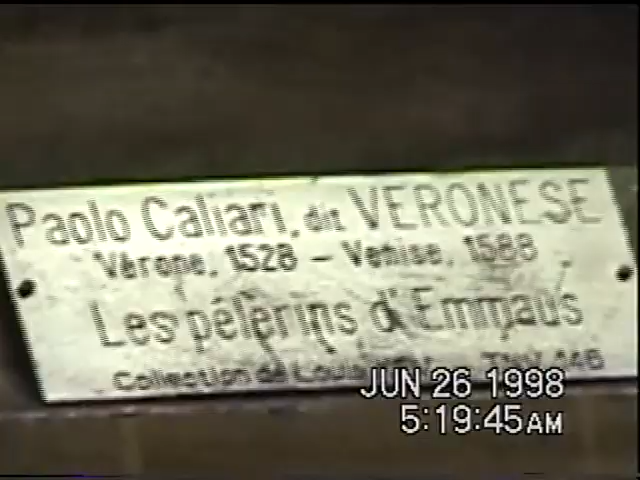 Paolo Caliari, dit VERONESE
Vérone, 1528 - Venise, 1588
Les pélerins d'Emmaüs
Collection de Louis
JUN 26 1998
5:19:45AM